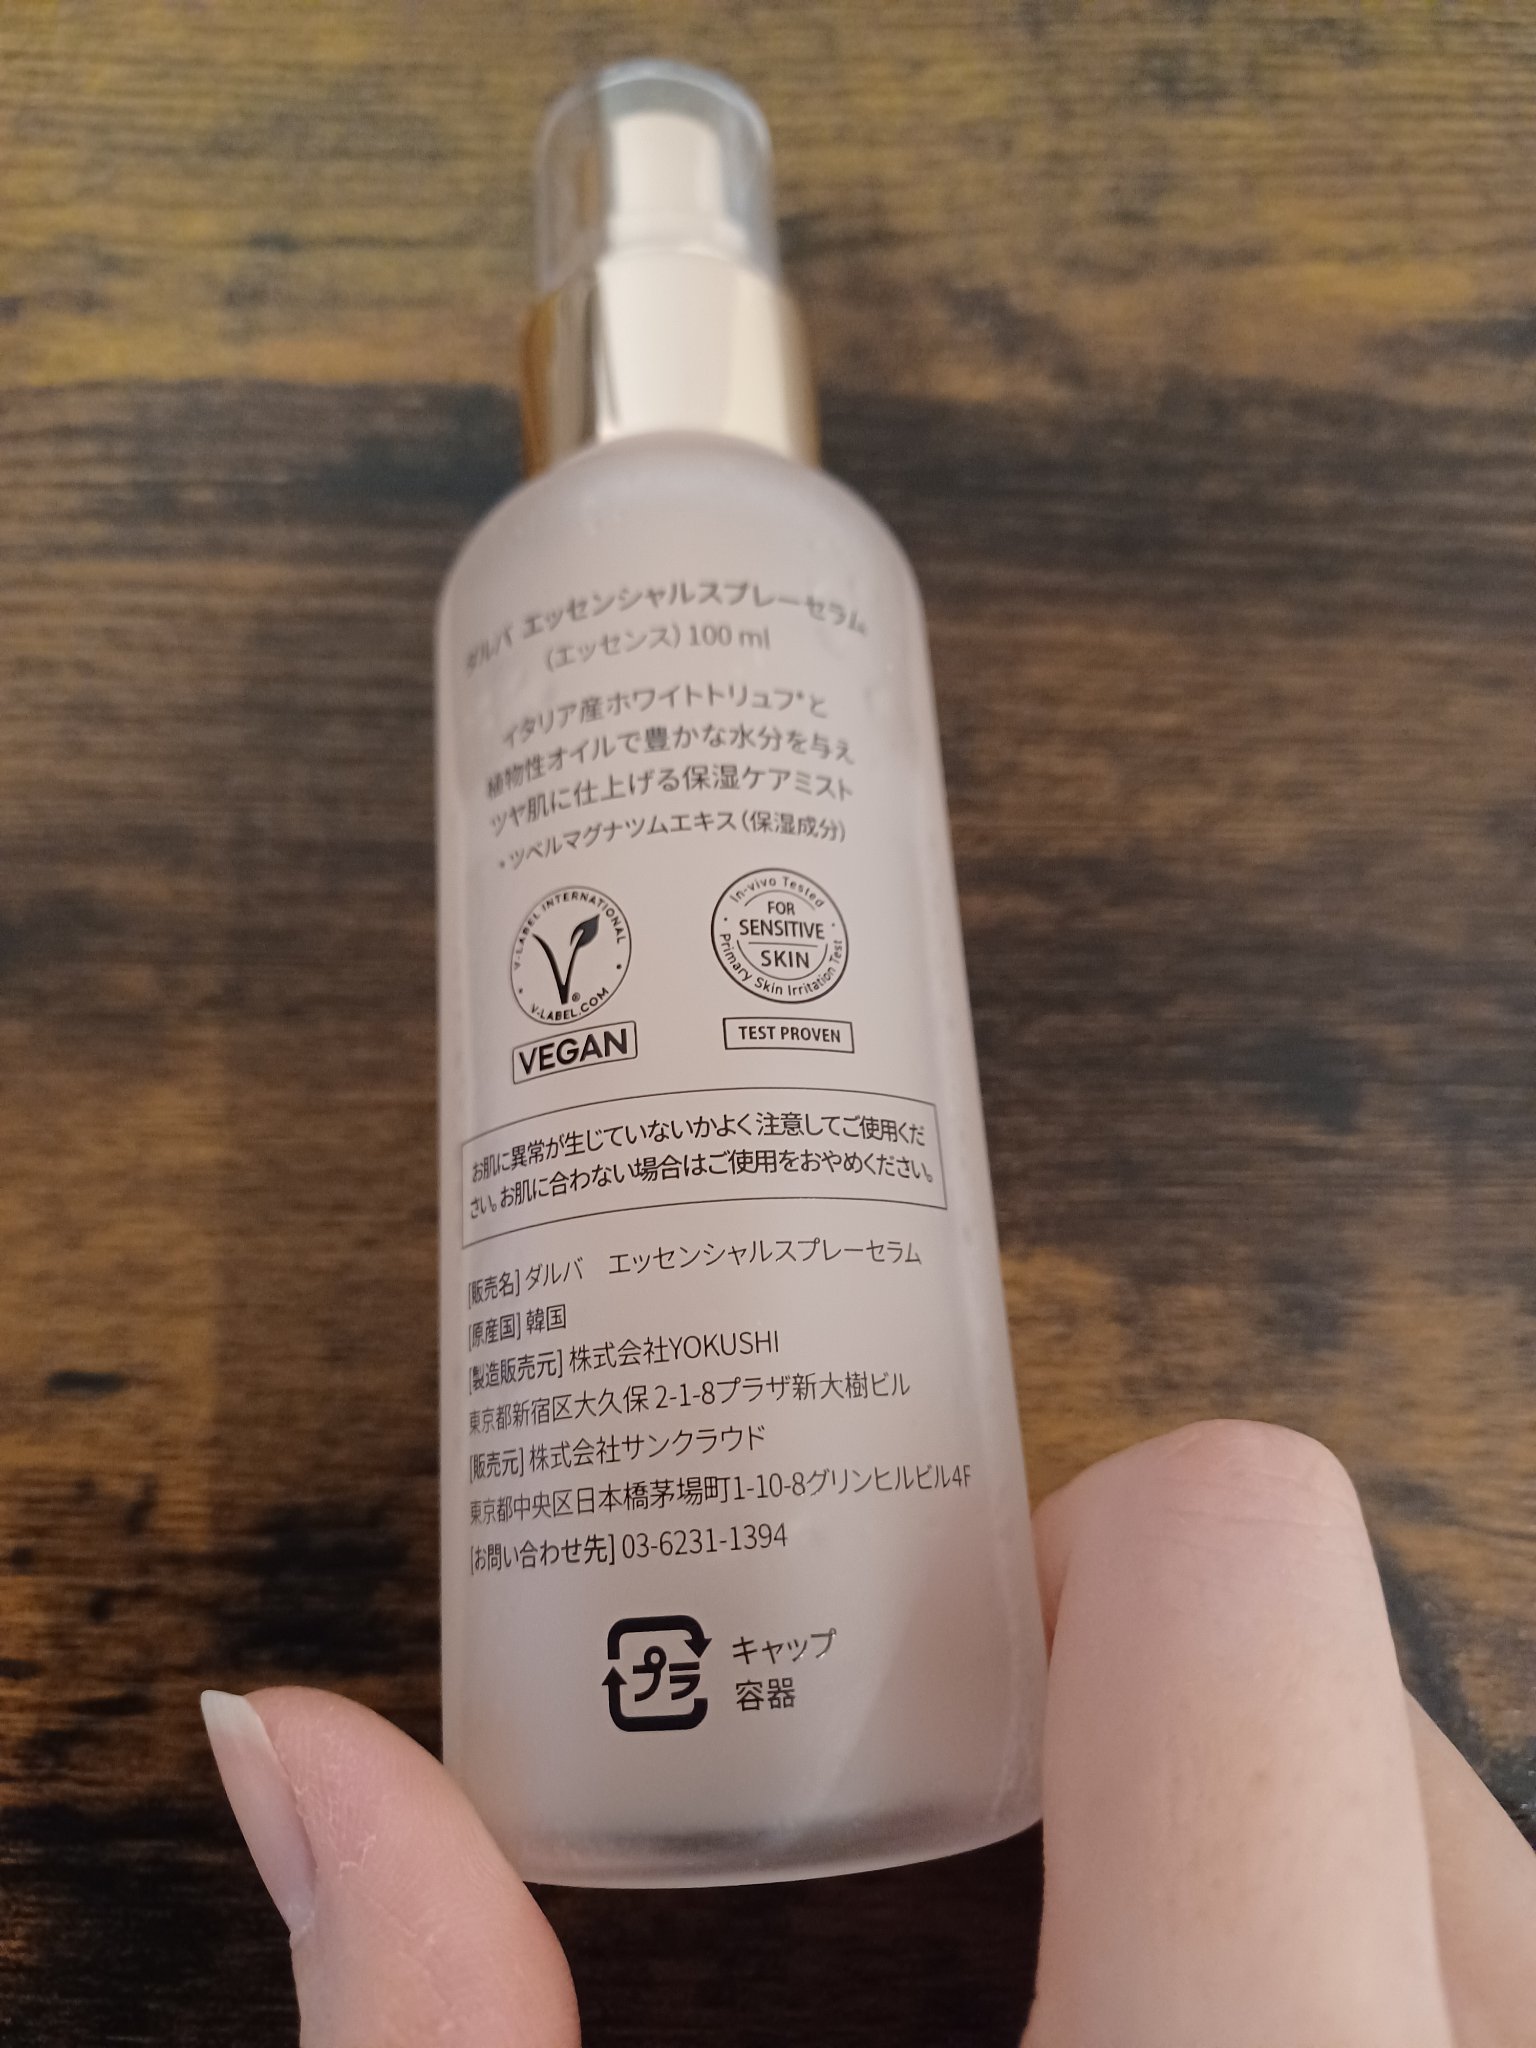 ダルバ エッセンシャルスプレーセラム
(エッセンス) 100 ml
イタリア産ホワイトトリュフ*と
植物性オイルで豊かな水分を与え
ツヤ肌に仕上げる保湿ケアミスト
*ツベルマグナツムエキス(保湿成分)
V-LABEL INTERNATIONAL
V-LABEL.COM
VEGAN
In-vivo Tested
FOR
SENSITIVE
SKIN
Primary Skin Irritation Test
TEST PROVEN
お肌に異常が生じていないかよく注意してご使用くだ
さい。お肌に合わない場合はご使用をおやめください。
[販売名] ダルバ エッセンシャルスプレーセラム
[原産国] 韓国
[製造販売元] 株式会社YOKUSHI
東京都新宿区大久保 2-1-8プラザ新大樹ビル
[販売元] 株式会社サンクラウド
東京都中央区日本橋茅場町1-10-8グリンヒルビル4F
[お問い合わせ先] 03-6231-1394
プラ
キャップ
容器